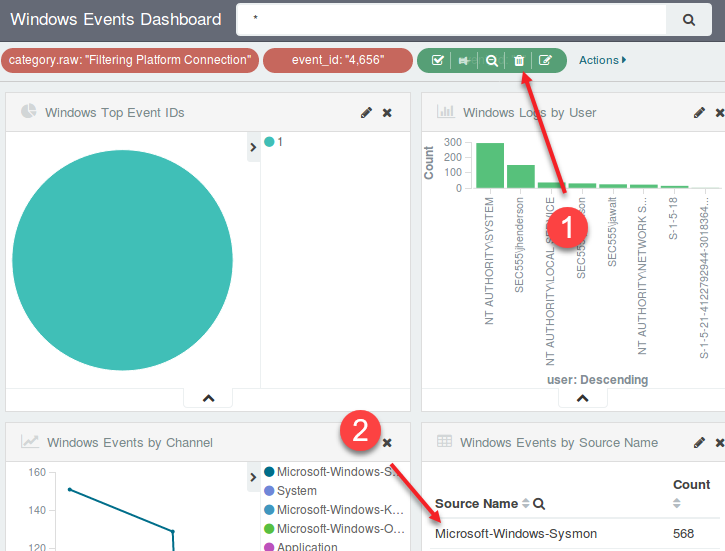 Windows Events Dashboard
*
category.raw: "Filtering Platform Connection"
event_id: "4,656"
Actions
Windows Top Event IDs
1
Windows Logs by User
Count
300
200
100
0
NT AUTHORITY\SYSTEM
SEC555\jhenderson
NT AUTHORITY\LOCAL SERVICE
SEC555\jawalt
NT AUTHORITY\NETWORK S...
S-1-5-18
S-1-5-21-4122792944-3018364...
user: Descending
1
2
Windows Events by Channel
160
140
120
Microsoft-Windows-S...
System
Microsoft-Windows-K...
Microsoft-Windows-O...
Application
Windows Events by Source Name
Source Name
Count
Microsoft-Windows-Sysmon 568